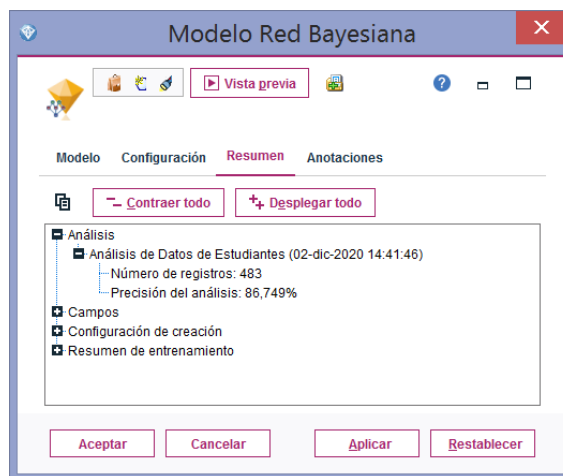 Modelo Red Bayesiana
Vista previa
Modelo Configuración Resumen Anotaciones
Contraer todo Desplegar todo
Análisis
Análisis de Datos de Estudiantes (02-dic-2020 14:41:46)
Número de registros: 483
Precisión del análisis: 86,749%
Campos
Configuración de creación
Resumen de entrenamiento
Aceptar Cancelar Aplicar Restablecer